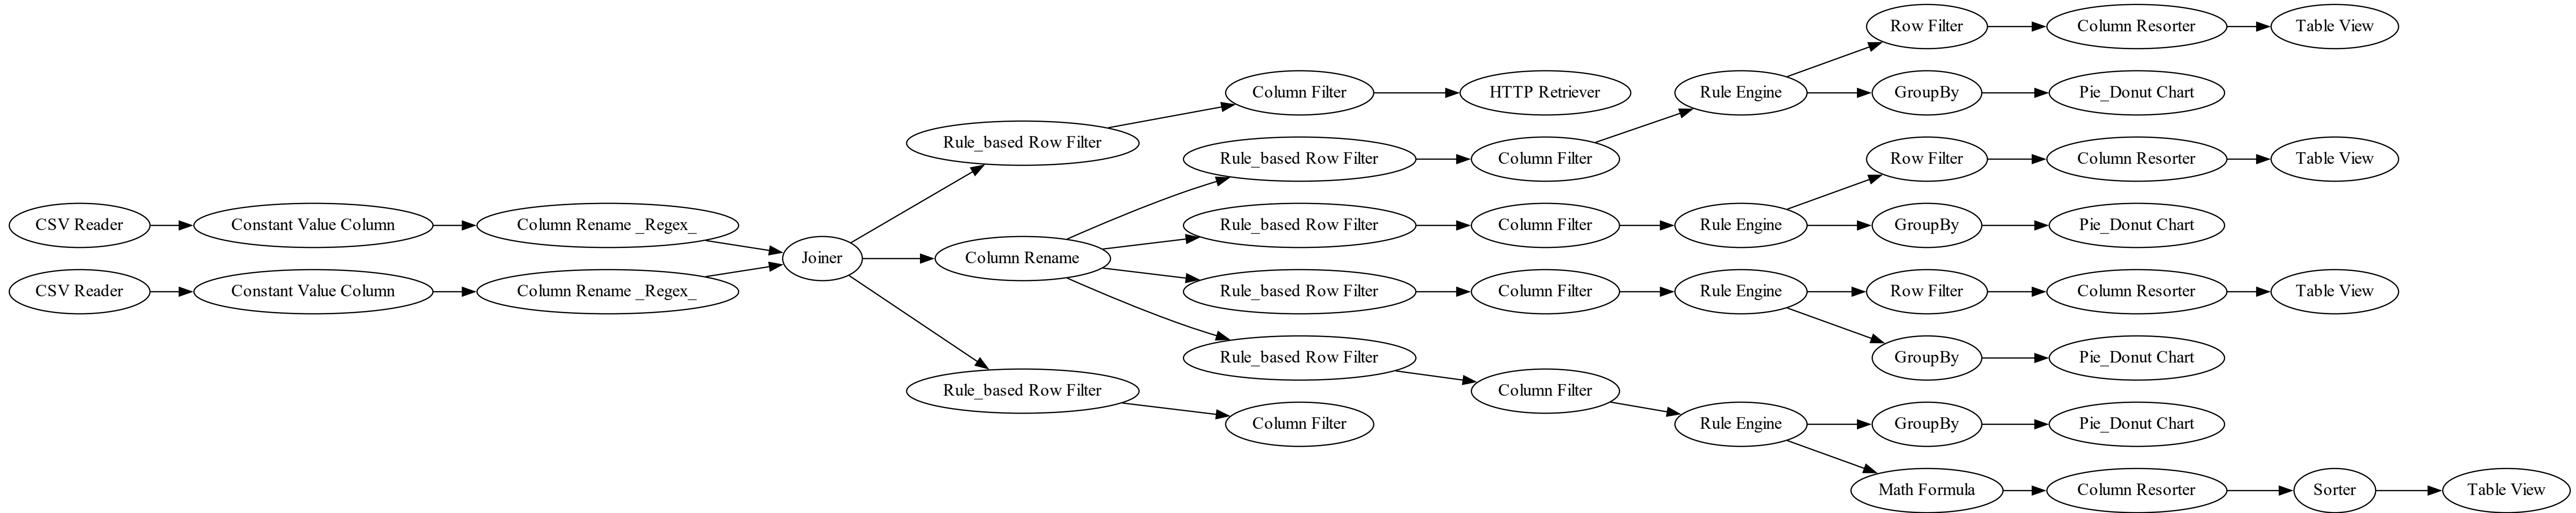 Row Filter
Column Resorter
Table View
Column Filter
HTTP Retriever
Rule Engine
GroupBy
Pie_Donut Chart
Rule_based Row Filter
Rule_based Row Filter
Column Filter
Row Filter
Column Resorter
Table View
CSV Reader
Constant Value Column
Column Rename _Regex_
Rule_based Row Filter
Column Filter
Rule Engine
GroupBy
Pie_Donut Chart
Joiner
Column Rename
CSV Reader
Constant Value Column
Column Rename _Regex_
Rule_based Row Filter
Column Filter
Rule Engine
Row Filter
Column Resorter
Table View
Rule_based Row Filter
GroupBy
Pie_Donut Chart
Rule_based Row Filter
Column Filter
Column Filter
Rule Engine
GroupBy
Pie_Donut Chart
Math Formula
Column Resorter
Sorter
Table View